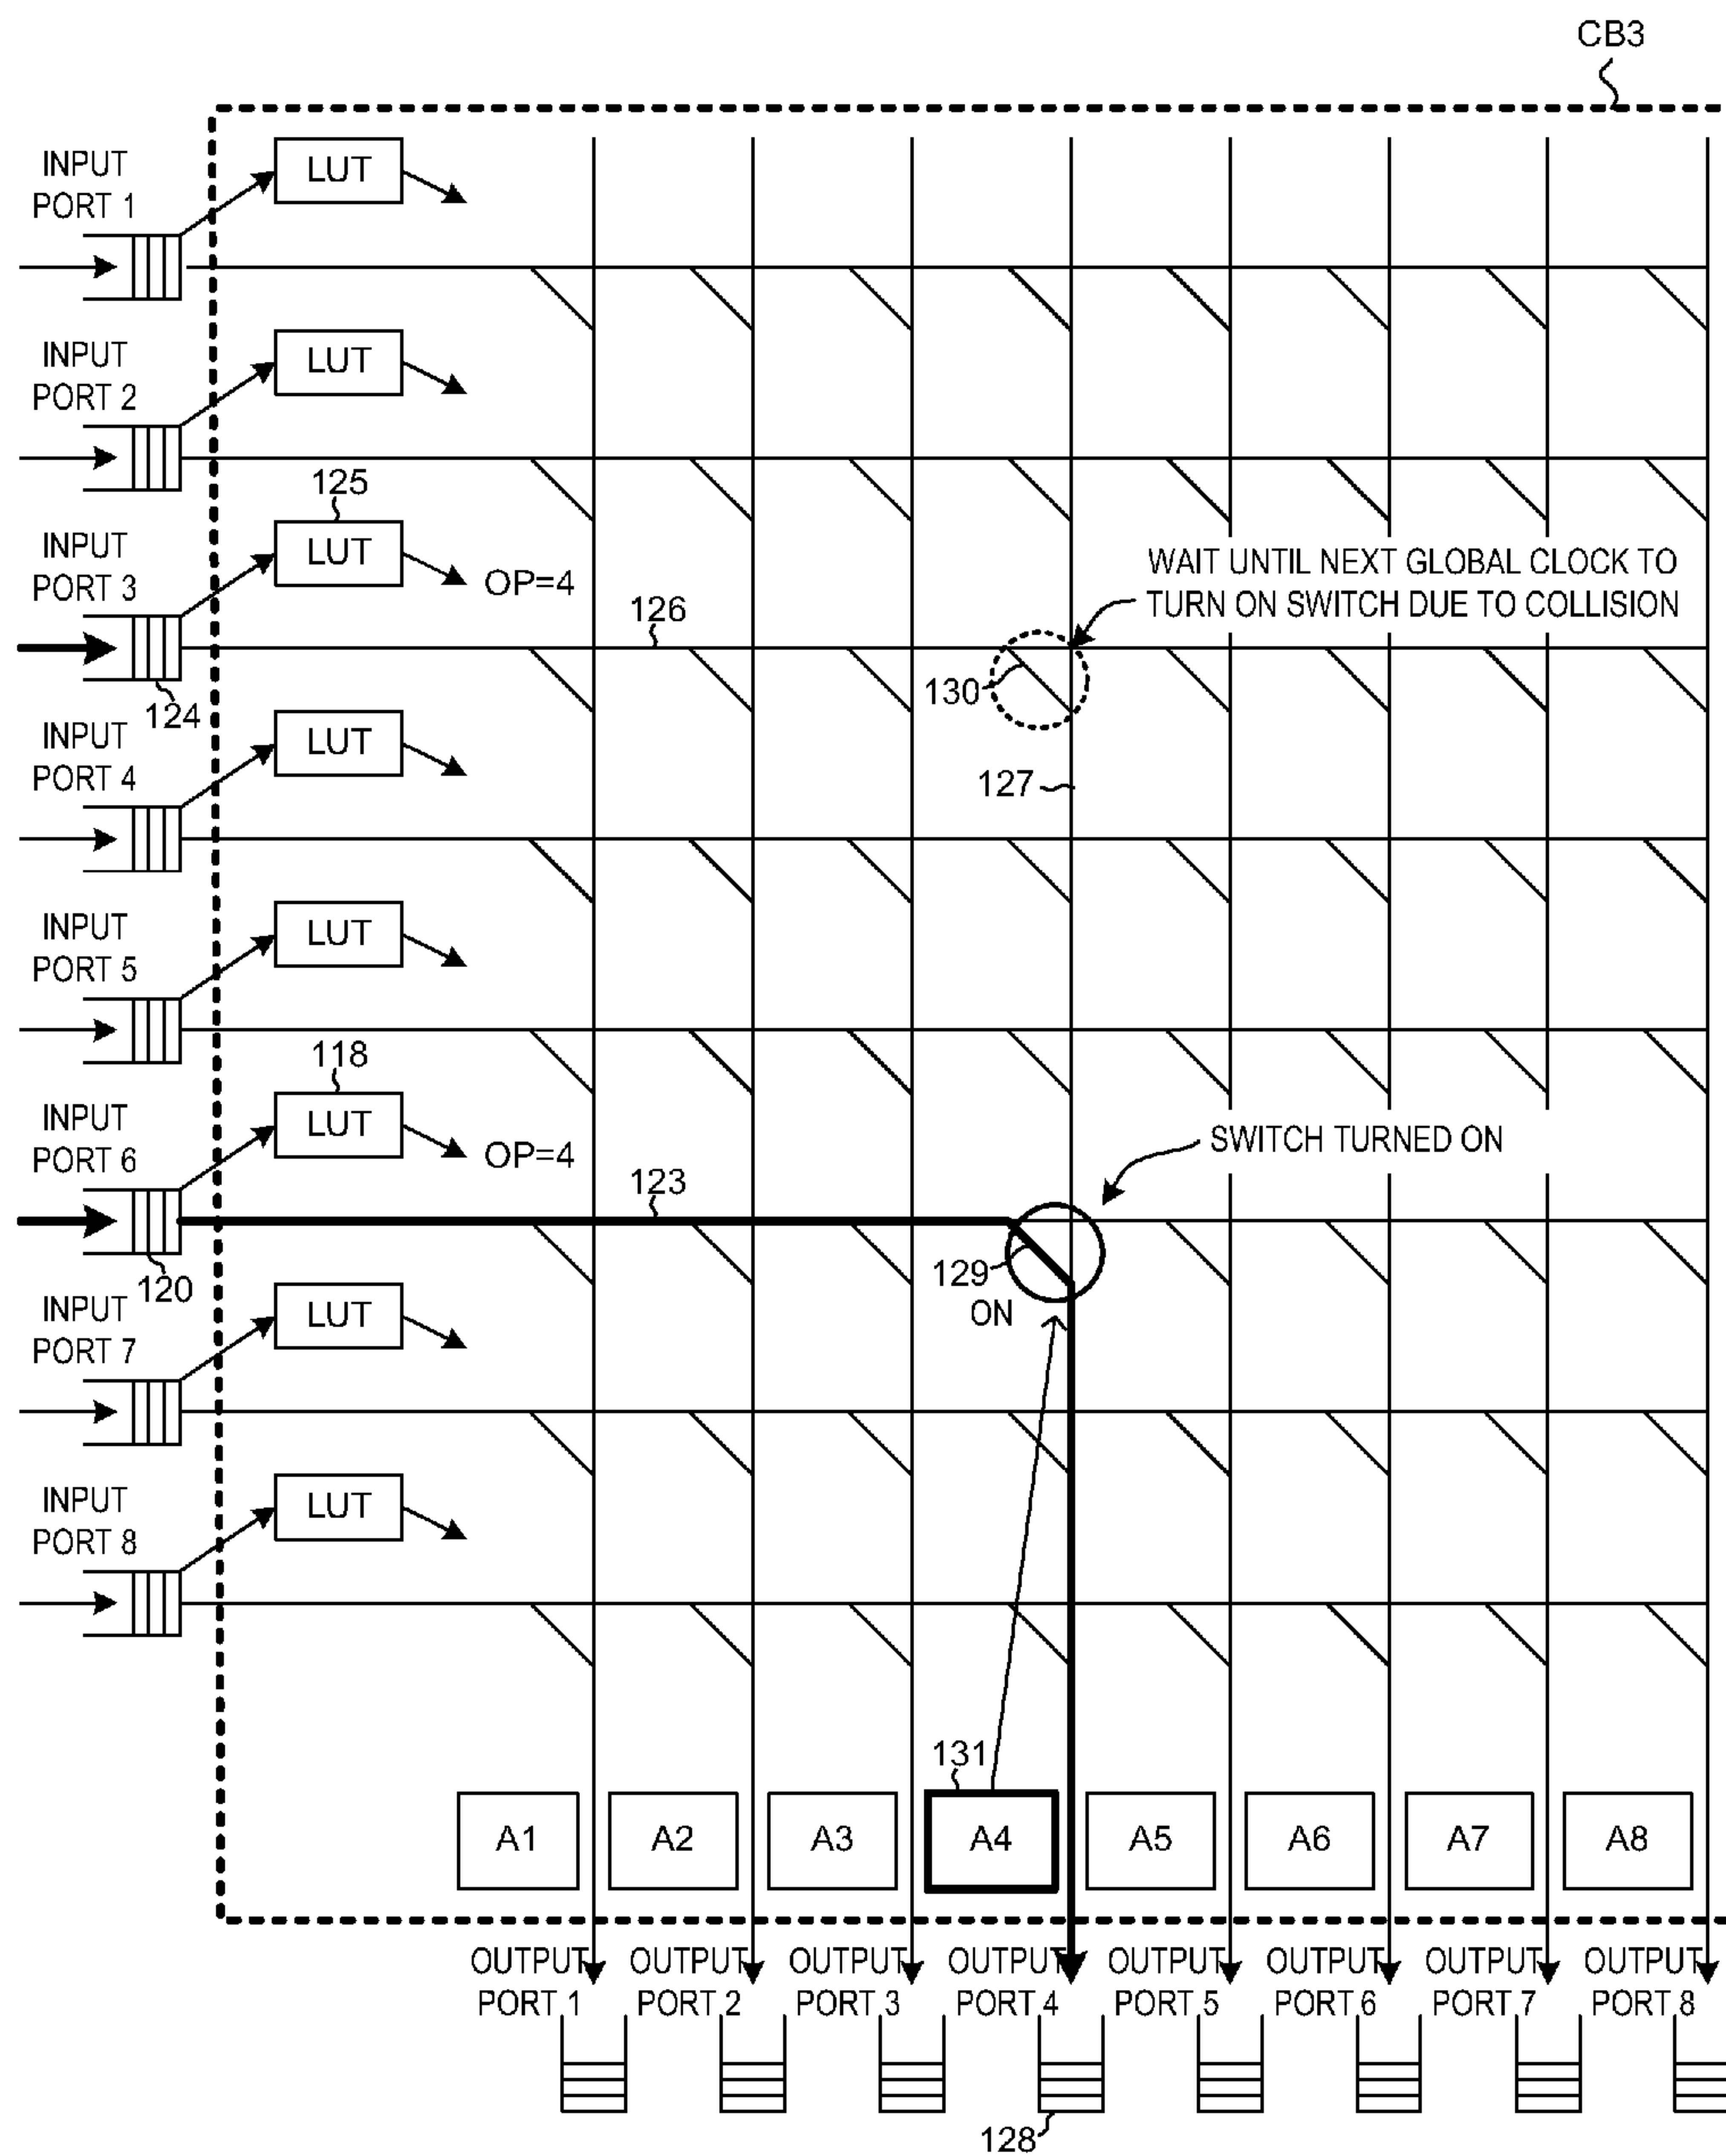 CB3
INPUT
PORT 1
LUT
INPUT
PORT 2
LUT
125
INPUT
PORT 3
LUT
OP=4
WAIT UNTIL NEXT GLOBAL CLOCK TO
TURN ON SWITCH DUE TO COLLISION
126
130
124
INPUT
PORT 4
LUT
127
INPUT
PORT 5
LUT
118
INPUT
PORT 6
LUT
OP=4
SWITCH TURNED ON
123
129
ON
120
INPUT
PORT 7
LUT
INPUT
PORT 8
LUT
131
A1
A2
A3
A4
A5
A6
A7
A8
OUTPUT
PORT 1
OUTPUT
PORT 2
OUTPUT
PORT 3
OUTPUT
PORT 4
OUTPUT
PORT 5
OUTPUT
PORT 6
OUTPUT
PORT 7
OUTPUT
PORT 8
128